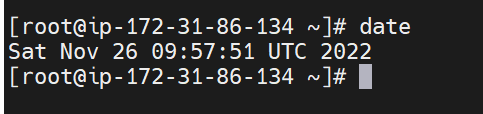 [root@ip-172-31-86-134 ~]# date
Sat Nov 26 09:57:51 UTC 2022
[root@ip-172-31-86-134 ~]#